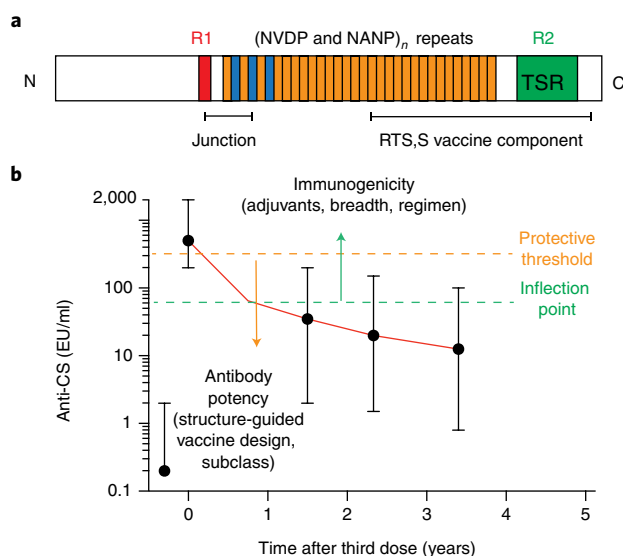 a
R1 (NVDP and NANP)n repeats R2
N TSR C
Junction RTS,S vaccine component
b
Immunogenicity
(adjuvants, breadth, regimen)
2,000
Protective
threshold
100
Inflection
point
10
Anti-CS (EU/ml)
Antibody
potency
(structure-guided
vaccine design,
subclass)
1
0.1
0 1 2 3 4 5
Time after third dose (years)